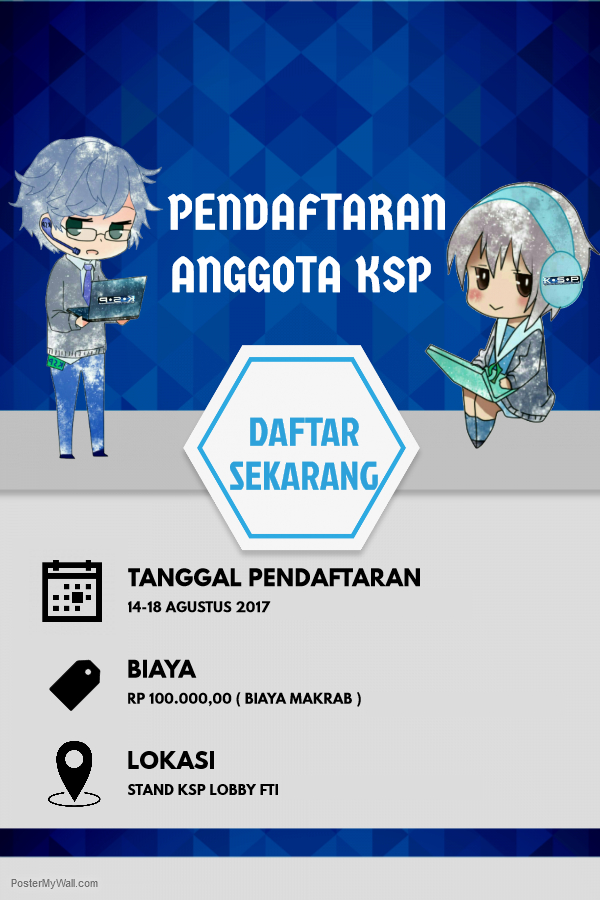 PENDAFTARAN
ANGGOTA KSP
K•S•P
K•S•P
DAFTAR
SEKARANG
TANGGAL PENDAFTARAN
14-18 AGUSTUS 2017
BIAYA
RP 100.000,00 ( BIAYA MAKRAB )
LOKASI
STAND KSP LOBBY FTI
PosterMyWall.com